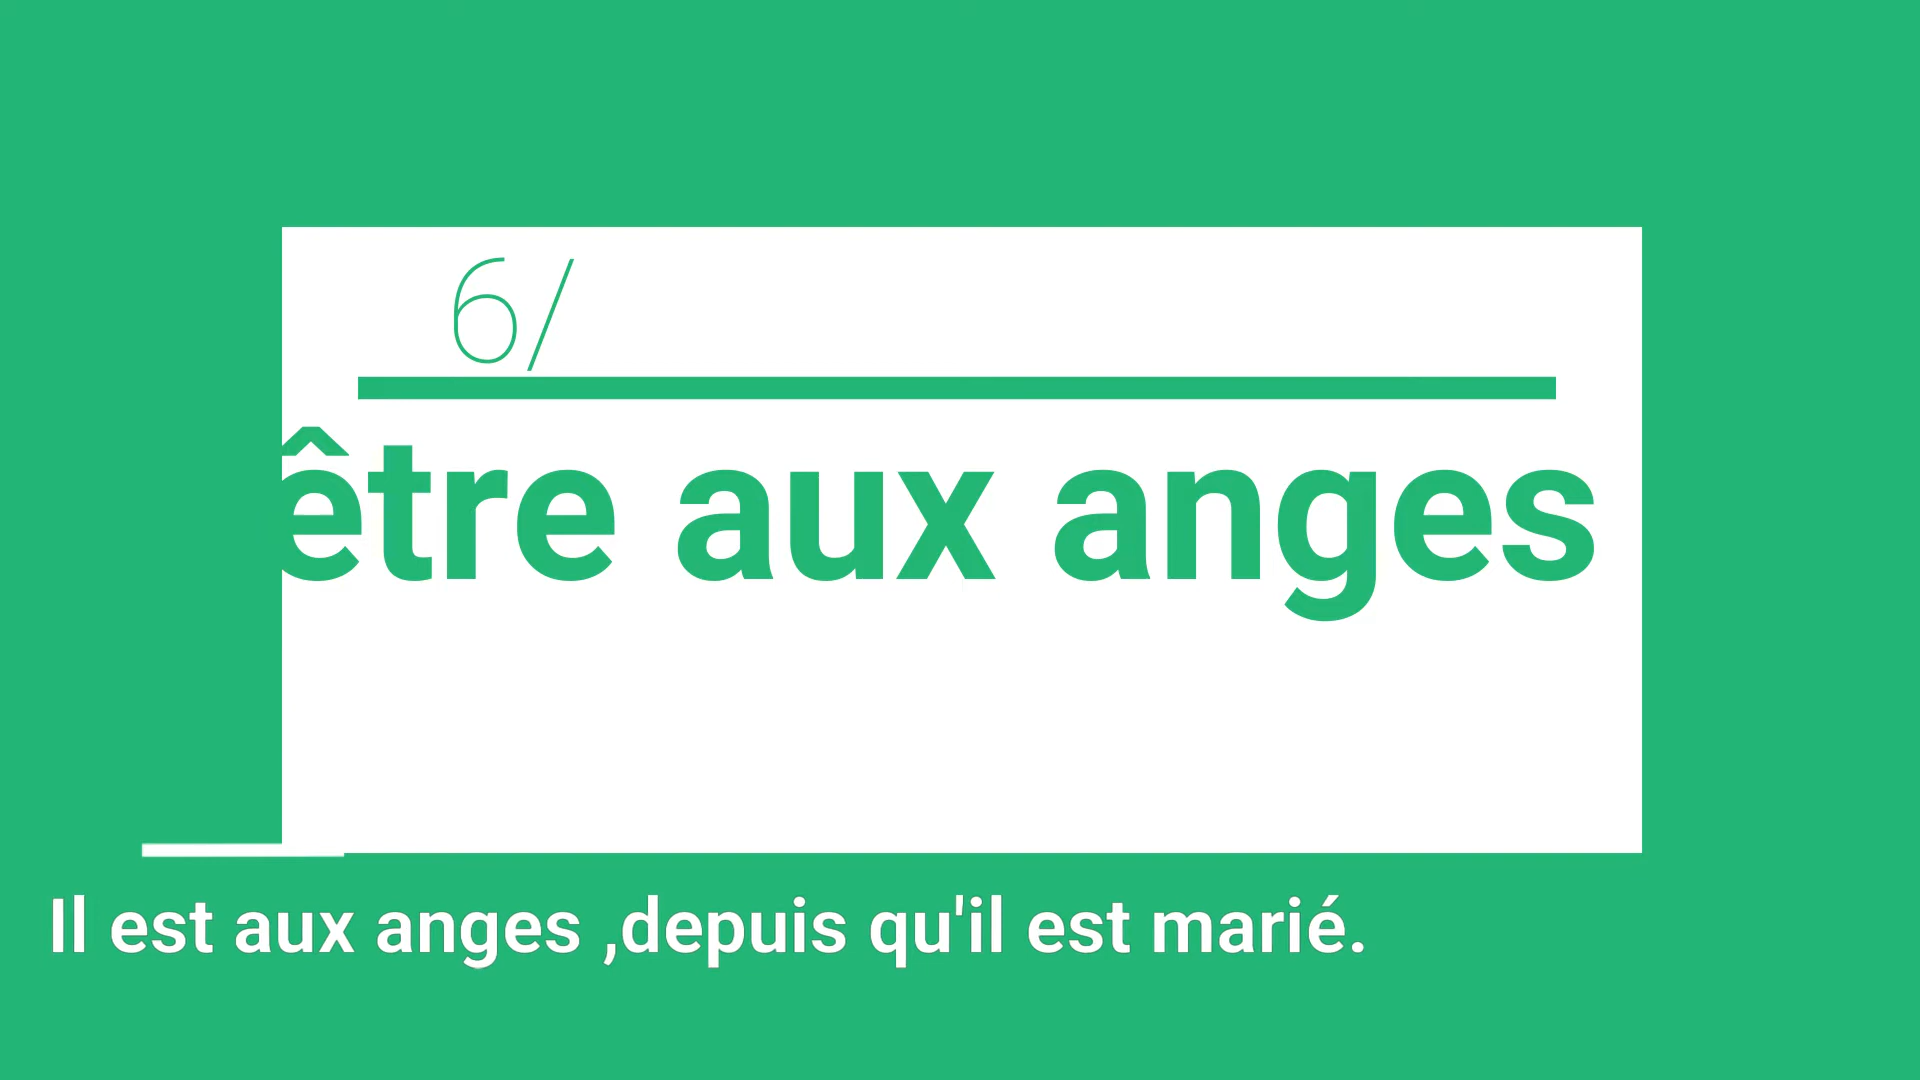 6/
être aux anges
Il est aux anges ,depuis qu'il est marié.